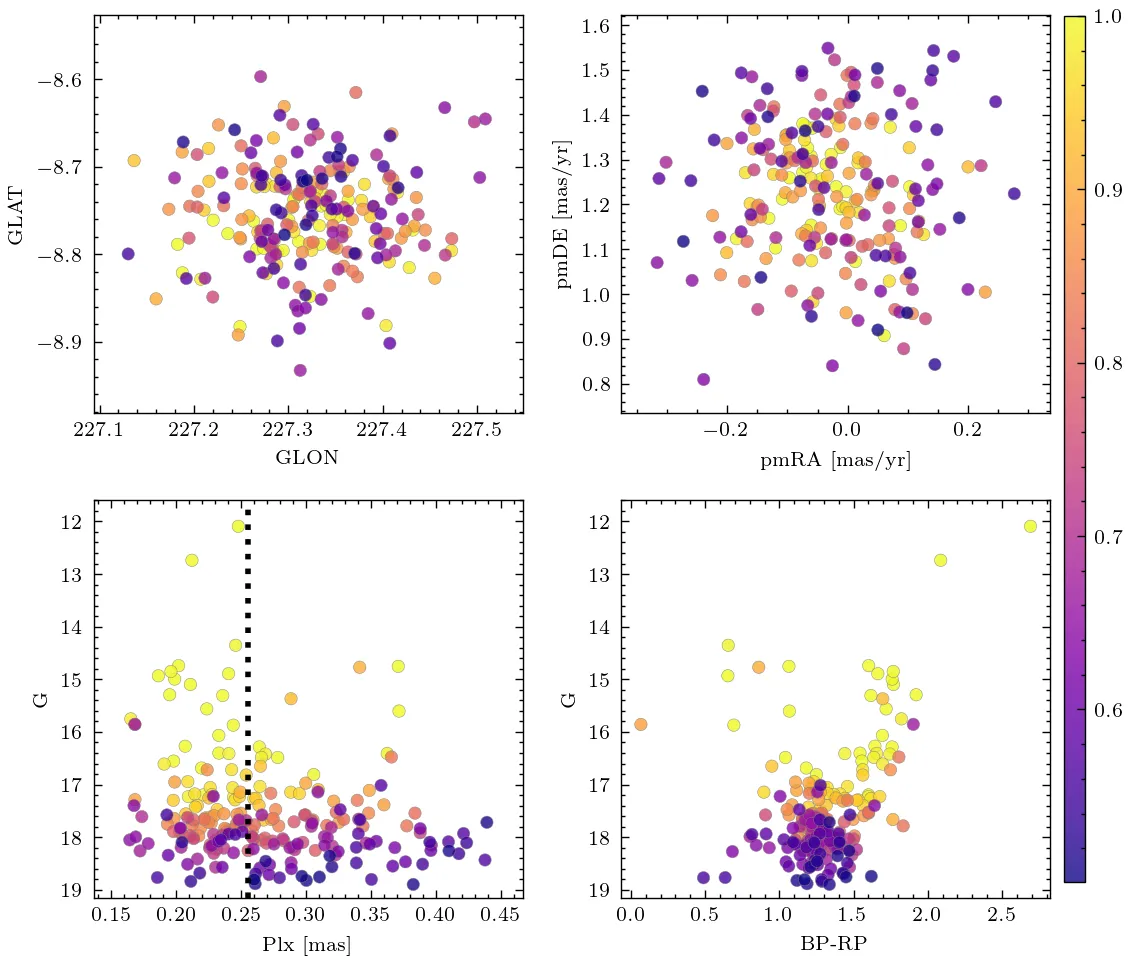 −8.6
−8.7
−8.8
−8.9
GLAT
227.1 227.2 227.3 227.4 227.5
GLON
1.6
1.5
1.4
1.3
1.2
1.1
1.0
0.9
0.8
pmDE [mas/yr]
−0.2 0.0 0.2
pmRA [mas/yr]
1.0
0.9
0.8
0.7
0.6
12
13
14
15
16
17
18
19
G
0.15 0.20 0.25 0.30 0.35 0.40 0.45
Plx [mas]
12
13
14
15
16
17
18
19
G
0.0 0.5 1.0 1.5 2.0 2.5
BP-RP